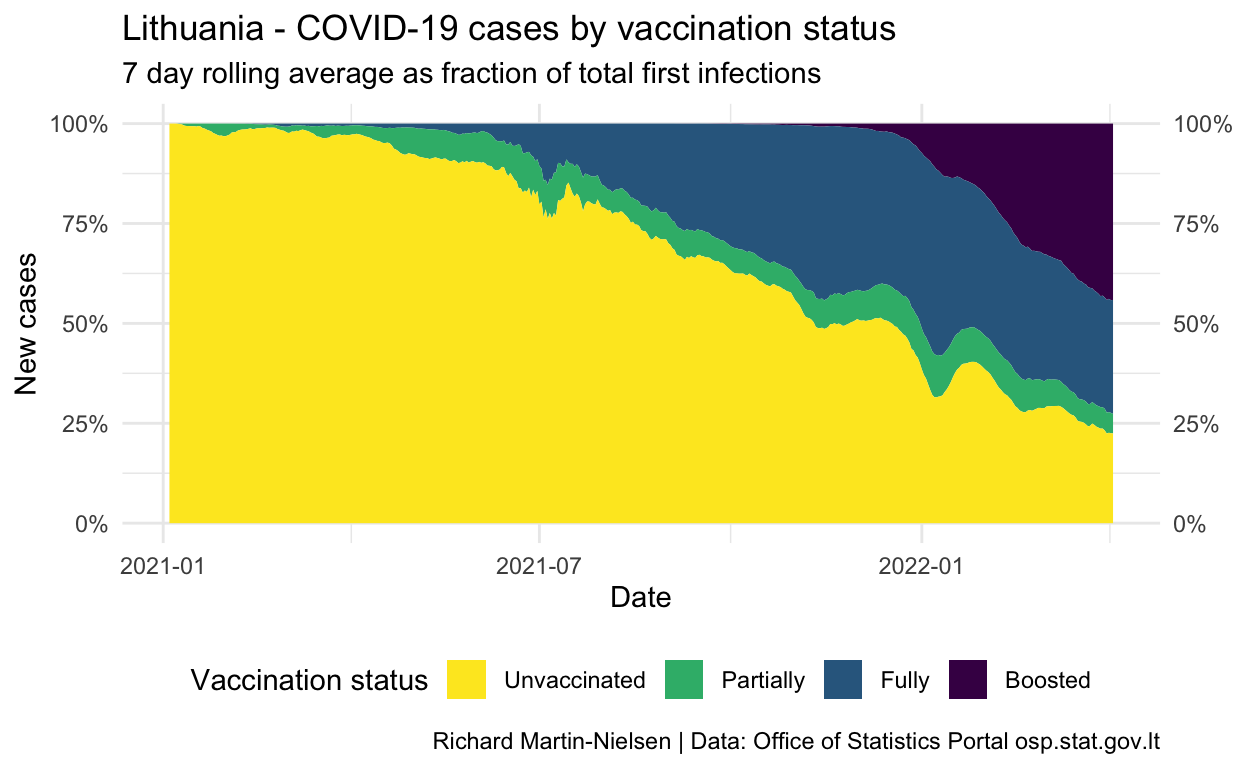 Lithuania - COVID-19 cases by vaccination status
7 day rolling average as fraction of total first infections
100% 100%
75% 75%
50% 50%
25% 25%
0% 0%
New cases
2021-01 2021-07 2022-01
Date
Vaccination status Unvaccinated Partially Fully Boosted
Richard Martin-Nielsen | Data: Office of Statistics Portal osp.stat.gov.lt